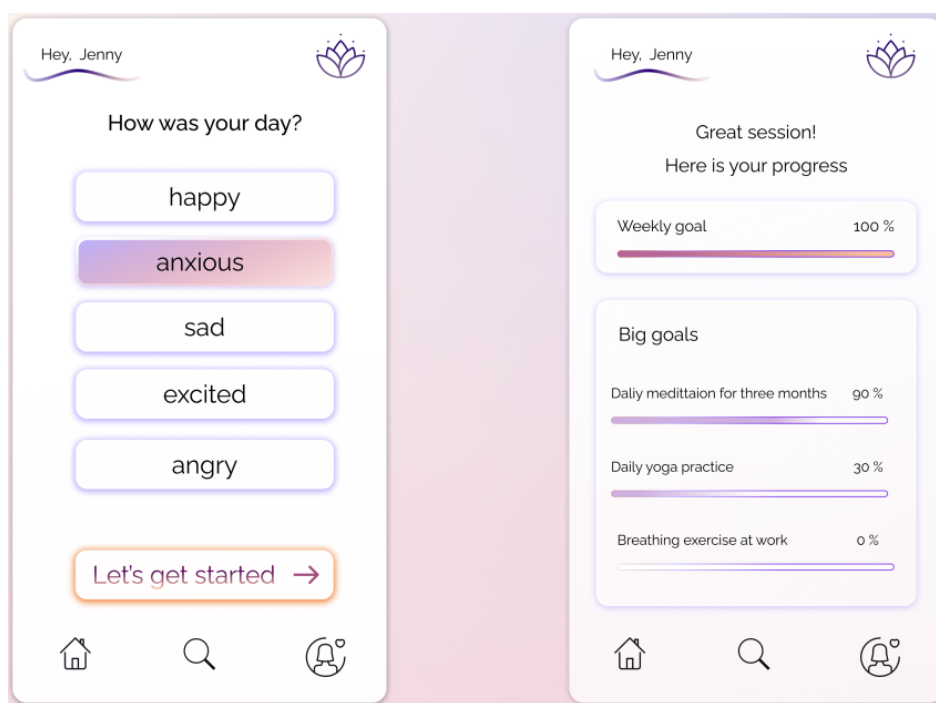 Hey, Jenny
How was your day?
happy
anxious
sad
excited
angry
Let's get started →
Hey, Jenny
Great session!
Here is your progress
Weekly goal 100 %
Big goals
Daliy medittaion for three months 90 %
Daily yoga practice 30 %
Breathing exercise at work 0 %